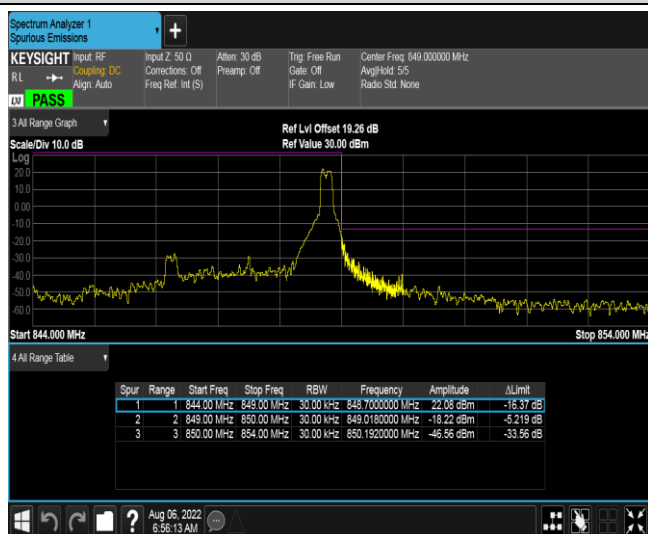 Spectrum Analyzer 1
Spurious Emissions
+
KEYSIGHT Input: RF Input Z: 50 Ω Atten: 30 dB Trig: Free Run Center Freq: 849.000000 MHz
R L Coupling: DC Corrections: Off Preamp: Off Gate: Off Avg|Hold: 5/5
Align: Auto Freq Ref: Int (S) IF Gain: Low Radio Std: None
LXI PASS
3 All Range Graph
Ref Lvl Offset 19.26 dB
Scale/Div 10.0 dB Ref Value 30.00 dBm
Log
20.0
10.0
0.00
-10.0
-20.0
-30.0
-40.0
-50.0
-60.0
Start 844.000 MHz Stop 854.000 MHz
4 All Range Table
Spur Range Start Freq Stop Freq RBW Frequency Amplitude ΔLimit
1 1 844.00 MHz 849.00 MHz 30.00 kHz 848.7000000 MHz 22.08 dBm -16.37 dB
2 2 849.00 MHz 850.00 MHz 30.00 kHz 849.0180000 MHz -18.22 dBm -5.219 dB
3 3 850.00 MHz 854.00 MHz 30.00 kHz 850.1920000 MHz -46.56 dBm -33.56 dB
? Aug 06, 2022
6:56:13 AM